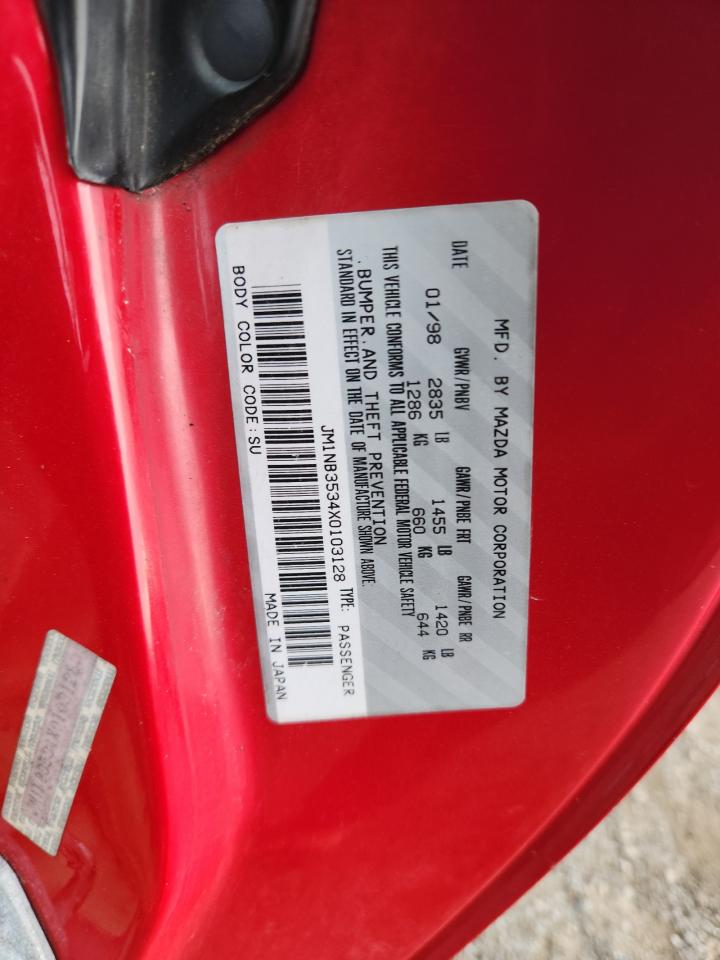 MFD. BY MAZDA MOTOR CORPORATION
DATE GVWR/PNBV GAWR/PNBE FRT GAWR/PNBE RR
01/98 2835 LB 1455 LB 1420 LB
1286 KG 660 KG 644 KG
THIS VEHICLE CONFORMS TO ALL APPLICABLE FEDERAL MOTOR VEHICLE SAFETY
. BUMPER. AND THEFT PREVENTION
STANDARD IN EFFECT ON THE DATE OF MANUFACTURE SHOWN ABOVE.
JM1NB3534X0103128 TYPE: PASSENGER
MADE IN JAPAN
BODY COLOR CODE:SU